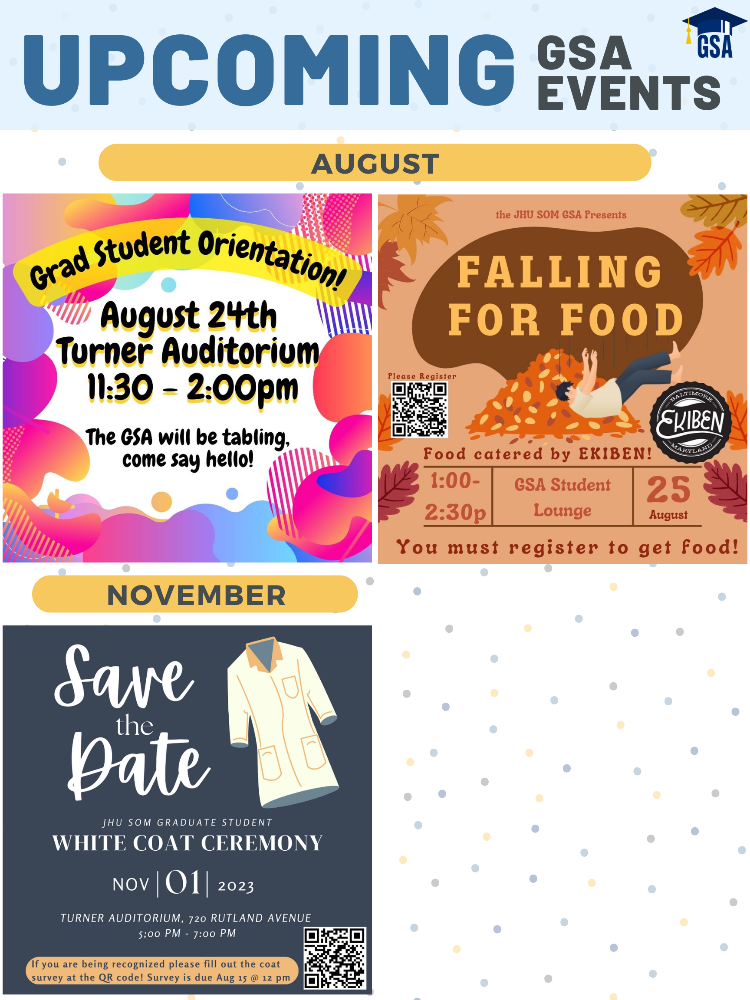 UPCOMING
GSA
EVENTS
GSA
AUGUST
Grad Student Orientation!
August 24th
Turner Auditorium
11:30 - 2:00pm
The GSA will be tabling,
come say hello!
the JHU SOM GSA Presents
FALLING
FOR FOOD
Please Register
BALTIMORE
EKIBEN
MARYLAND
Food catered by EKIBEN!
1:00-
2:30p
GSA Student
Lounge
25
August
You must register to get food!
NOVEMBER
Save
the
Date
JHU SOM GRADUATE STUDENT
WHITE COAT CEREMONY
NOV | 01 | 2023
TURNER AUDITORIUM, 720 RUTLAND AVENUE
5;00 PM - 7:00 PM
If you are being recognized please fill out the coat
survey at the QR code! Survey is due Aug 15 @ 12 pm